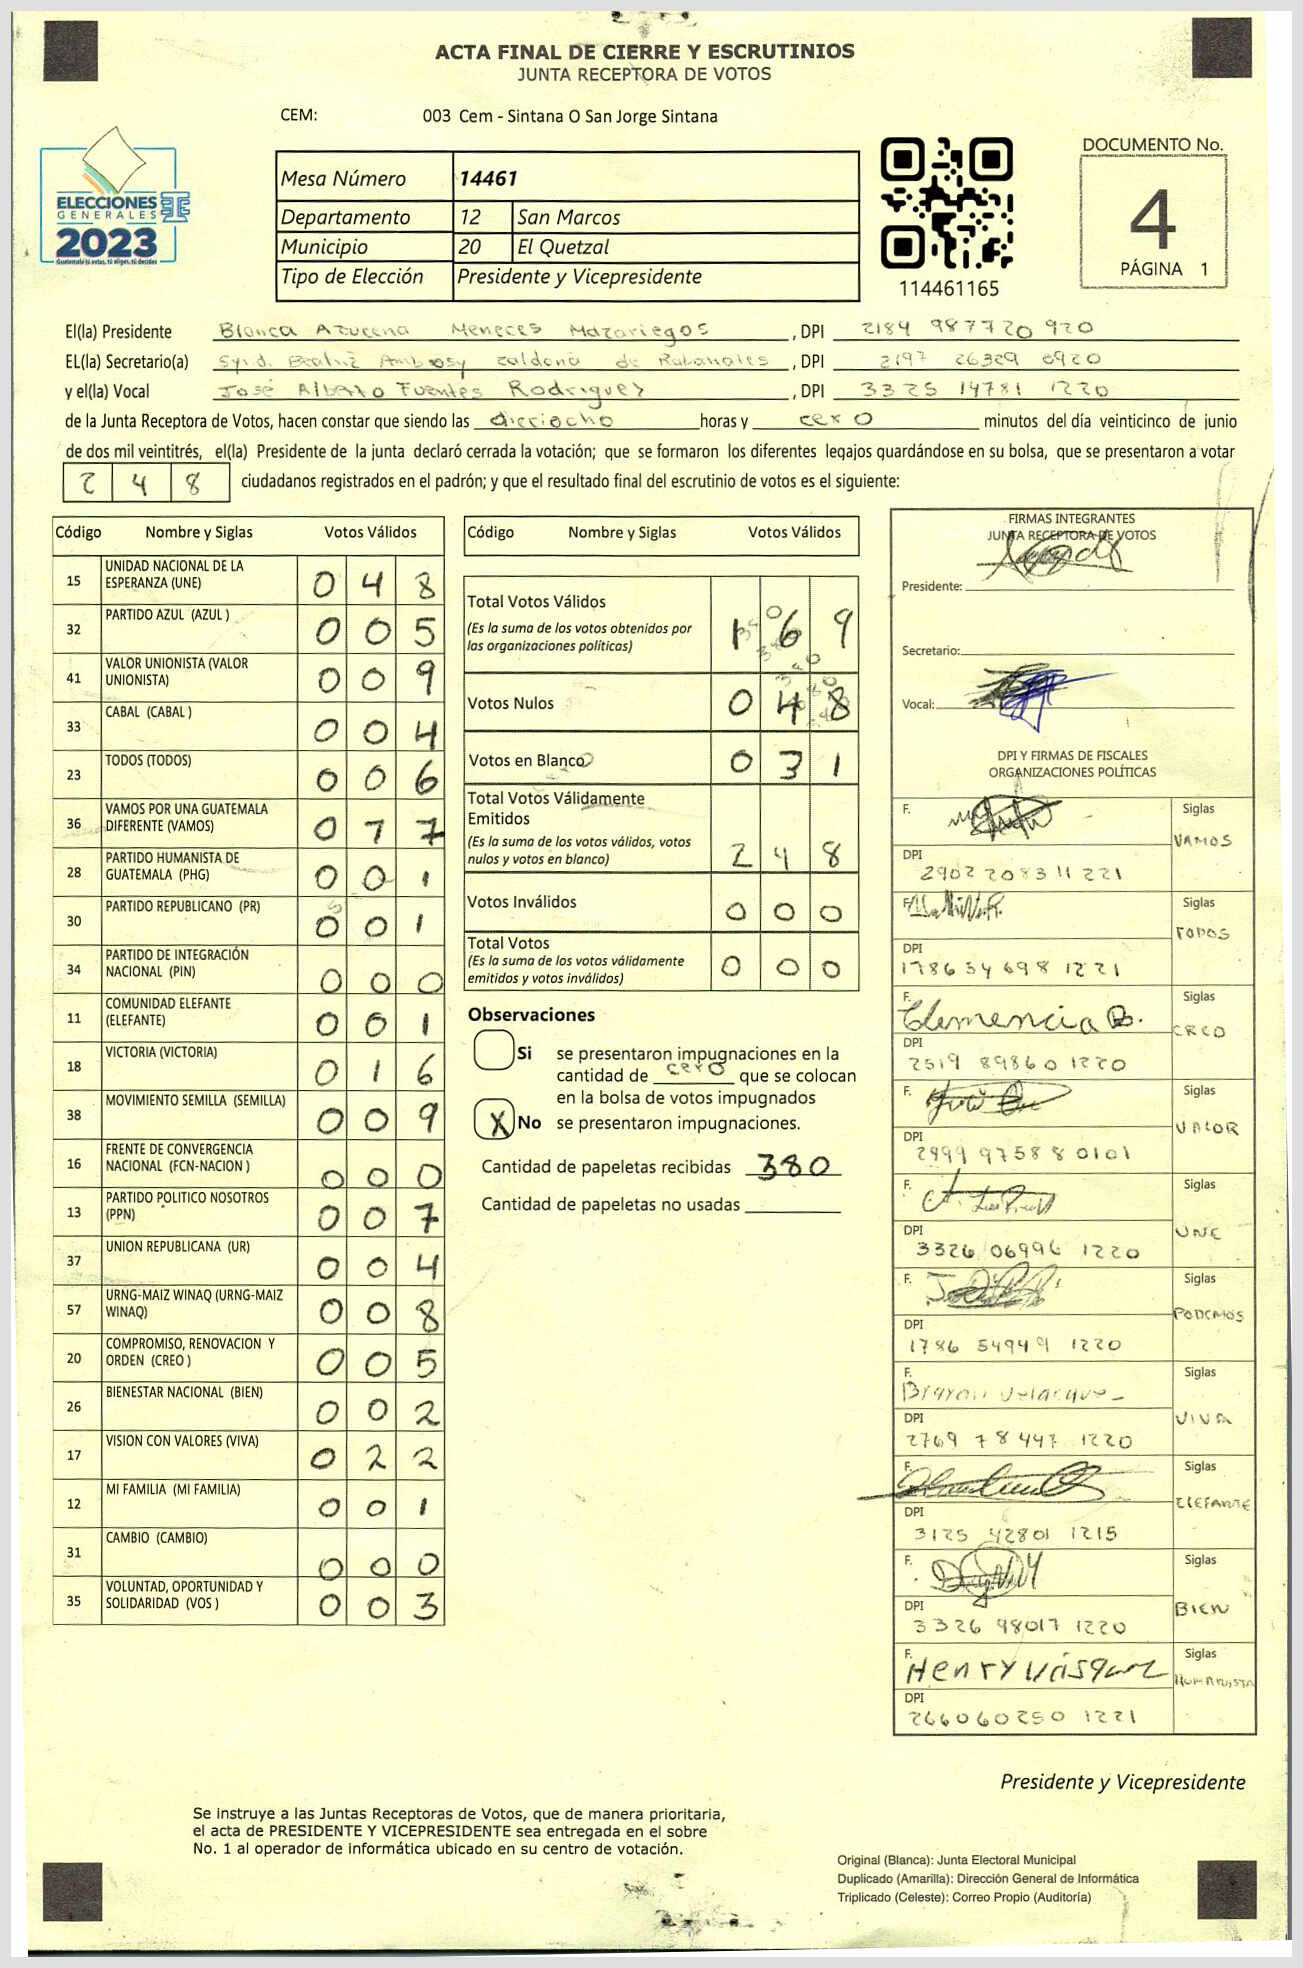 ACTA FINAL DE CIERRE Y ESCRUTINIOS
JUNTA RECEPTORA DE VOTOS
CEM: 003 Cem - Sintana O San Jorge Sintana
ELECCIONES
GENERALES
2023
Guatemala tú votas, tú eliges, tú decides
Mesa Número 14461
Departamento 12 San Marcos
Municipio 20 El Quetzal
Tipo de Elección Presidente y Vicepresidente
114461165
DOCUMENTO No.
4
PÁGINA 1
El(la) Presidente Blanca Azucena Meneces Mazariegos, DPI 2184 987720 920
EL(la) Secretario(a) Beatriz de Rabanales, DPI 2197 26329 0920
y el(la) Vocal José Alberto Fuentes Rodriguez, DPI 3325 14781 1220
de la Junta Receptora de Votos, hacen constar que siendo las dieciocho horas y cero minutos del día veinticinco de junio
de dos mil veintitrés, el(la) Presidente de la junta declaró cerrada la votación; que se formaron los diferentes legajos guardándose en su bolsa, que se presentaron a votar
2 4 8 ciudadanos registrados en el padrón; y que el resultado final del escrutinio de votos es el siguiente:
Código Nombre y Siglas Votos Válidos
15 UNIDAD NACIONAL DE LA ESPERANZA (UNE) 0 4 8
32 PARTIDO AZUL (AZUL ) 0 0 5
41 VALOR UNIONISTA (VALOR UNIONISTA) 0 0 9
33 CABAL (CABAL ) 0 0 4
23 TODOS (TODOS) 0 0 6
36 VAMOS POR UNA GUATEMALA DIFERENTE (VAMOS) 0 7 7
28 PARTIDO HUMANISTA DE GUATEMALA (PHG) 0 0 1
30 PARTIDO REPUBLICANO (PR) 0 0 1
34 PARTIDO DE INTEGRACIÓN NACIONAL (PIN) 0 0 0
11 COMUNIDAD ELEFANTE (ELEFANTE) 0 0 1
18 VICTORIA (VICTORIA) 0 1 6
38 MOVIMIENTO SEMILLA (SEMILLA) 0 0 9
16 FRENTE DE CONVERGENCIA NACIONAL (FCN-NACION ) 0 0 0
13 PARTIDO POLITICO NOSOTROS (PPN) 0 0 7
37 UNION REPUBLICANA (UR) 0 0 4
57 URNG-MAIZ WINAQ (URNG-MAIZ WINAQ) 0 0 8
20 COMPROMISO, RENOVACION Y ORDEN (CREO ) 0 0 5
26 BIENESTAR NACIONAL (BIEN) 0 0 2
17 VISION CON VALORES (VIVA) 0 2 2
12 MI FAMILIA (MI FAMILIA) 0 0 1
31 CAMBIO (CAMBIO) 0 0 0
35 VOLUNTAD, OPORTUNIDAD Y SOLIDARIDAD (VOS ) 0 0 3
Código Nombre y Siglas Votos Válidos
Total Votos Válidos 1 6 9
(Es la suma de los votos obtenidos por
las organizaciones políticas)
Votos Nulos 0 4 8
Votos en Blanco 0 3 1
Total Votos Válidamente
Emitidos
(Es la suma de los votos válidos, votos
nulos y votos en blanco) 2 4 8
Votos Inválidos 0 0 0
Total Votos
(Es la suma de los votos válidamente
emitidos y votos inválidos) 0 0 0
Observaciones
Si se presentaron impugnaciones en la
cantidad de cero que se colocan
en la bolsa de votos impugnados
X No se presentaron impugnaciones.
Cantidad de papeletas recibidas 380
Cantidad de papeletas no usadas
FIRMAS INTEGRANTES
JUNTA RECEPTORA DE VOTOS
Presidente:
Secretario:
Vocal:
DPI Y FIRMAS DE FISCALES
ORGANIZACIONES POLÍTICAS
F. Siglas VAMOS
DPI 2902 20831 1221
F. Siglas TODOS
DPI 1786 54698 1221
F. Clemencia B. Siglas CREO
DPI 2519 89860 1220
F. Siglas VALOR
DPI 2999 97588 0101
F. Siglas UNE
DPI 3326 06996 1220
F. Siglas PODEMOS
DPI 1786 54949 1220
F. Siglas VIVA
DPI 2769 78447 1220
F. Siglas ELEFANTE
DPI 3125 42801 1215
F. Siglas BIEN
DPI 3326 98017 1220
F. Henry Siglas HUMANISTA
DPI 266060250 1221
Presidente y Vicepresidente
Se instruye a las Juntas Receptoras de Votos, que de manera prioritaria,
el acta de PRESIDENTE Y VICEPRESIDENTE sea entregada en el sobre
No. 1 al operador de informática ubicado en su centro de votación.
Original (Blanca): Junta Electoral Municipal
Duplicado (Amarilla): Dirección General de Informática
Triplicado (Celeste): Correo Propio (Auditoría)